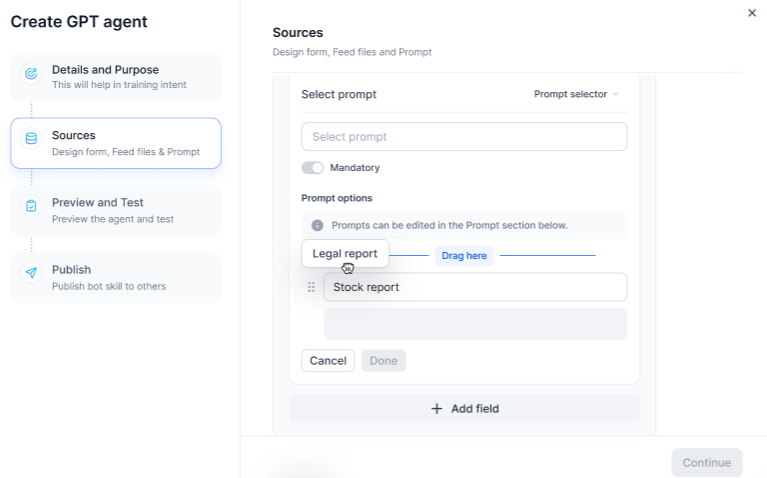 Create GPT agent
Details and Purpose
This will help in training intent
Sources
Design form, Feed files & Prompt
Preview and Test
Preview the agent and test
Publish
Publish bot skill to others
Sources
Design form, Feed files and Prompt
Select prompt
Prompt selector
Select prompt
Mandatory
Prompt options
Prompts can be edited in the Prompt section below.
Legal report
Drag here
Stock report
Cancel
Done
Add field
Continue